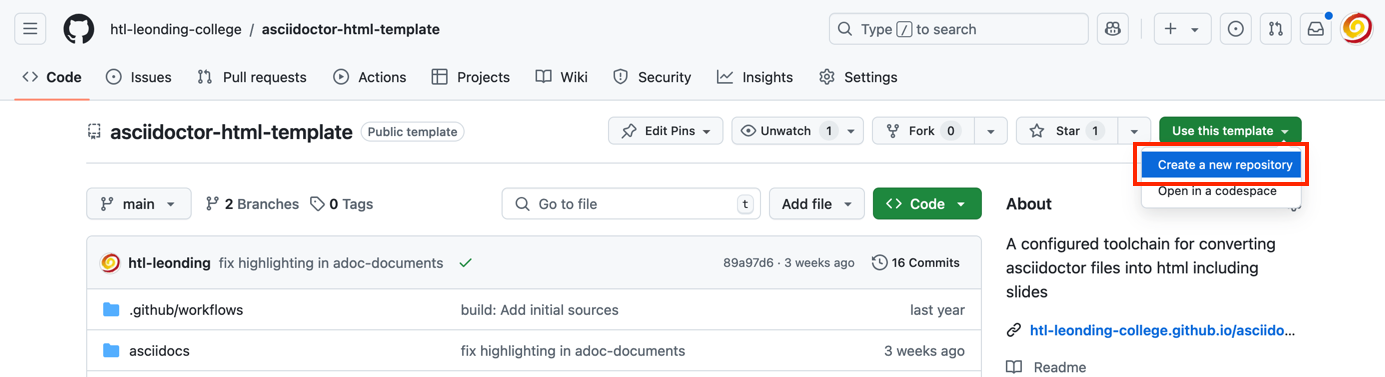 htl-leonding-college / asciidoctor-html-template
Type / to search
Code Issues Pull requests Actions Projects Wiki Security Insights Settings
asciidoctor-html-template Public template
Edit Pins Unwatch 1 Fork 0 Star 1 Use this template
Create a new repository
Open in a codespace
main 2 Branches 0 Tags Go to file t Add file Code
About
A configured toolchain for converting
asciidoctor files into html including
slides
htl-leonding-college.github.io/asciido...
Readme
htl-leonding fix highlighting in adoc-documents 89a97d6 · 3 weeks ago 16 Commits
.github/workflows build: Add initial sources last year
asciidocs fix highlighting in adoc-documents 3 weeks ago